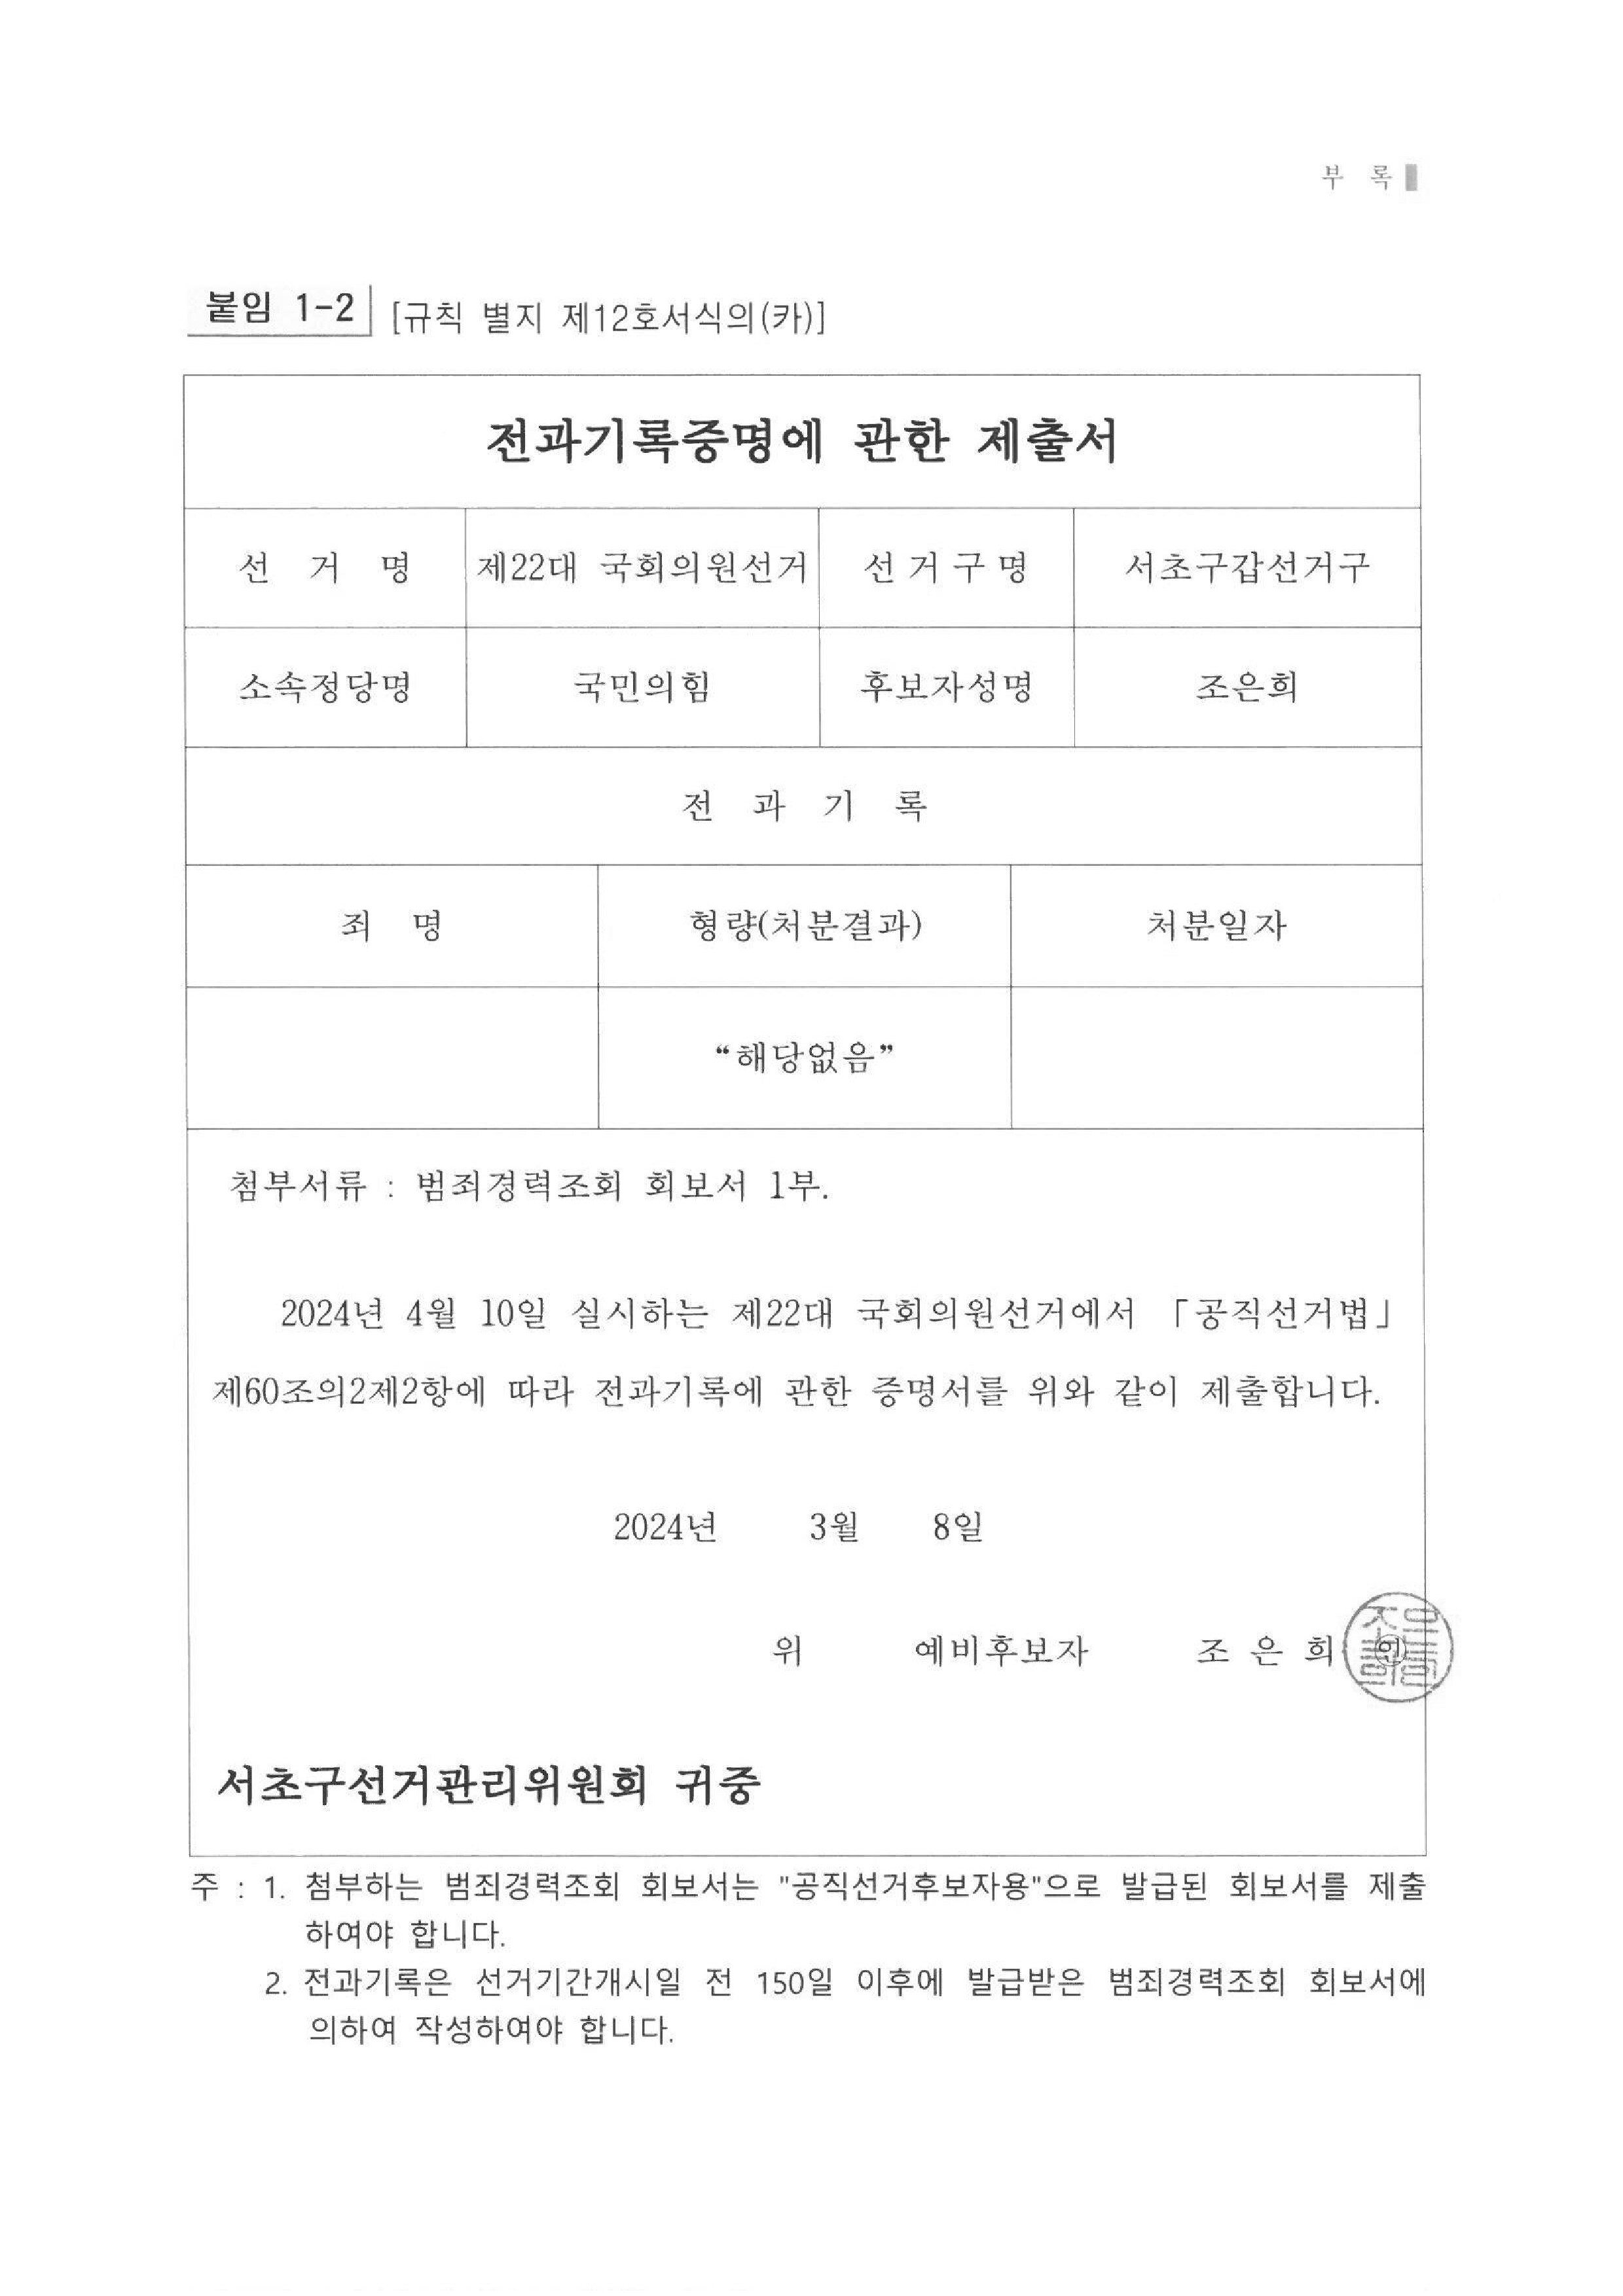 부 록
붙임 1-2 [규칙 별지 제12호서식의(카)]
전과기록증명에 관한 제출서
선 거 명 제22대 국회의원선거 선 거 구 명 서초구갑선거구
소속정당명 국민의힘 후보자성명 조은희
전 과 기 록
죄 명 형량(처분결과) 처분일자
“해당없음”
첨부서류 : 범죄경력조회 회보서 1부.
2024년 4월 10일 실시하는 제22대 국회의원선거에서 「공직선거법」
제60조의2제2항에 따라 전과기록에 관한 증명서를 위와 같이 제출합니다.
2024년 3월 8일
위 예비후보자 조 은 희 ㊞
서초구선거관리위원회 귀중
주 : 1. 첨부하는 범죄경력조회 회보서는 "공직선거후보자용"으로 발급된 회보서를 제출
하여야 합니다.
2. 전과기록은 선거기간개시일 전 150일 이후에 발급받은 범죄경력조회 회보서에
의하여 작성하여야 합니다.